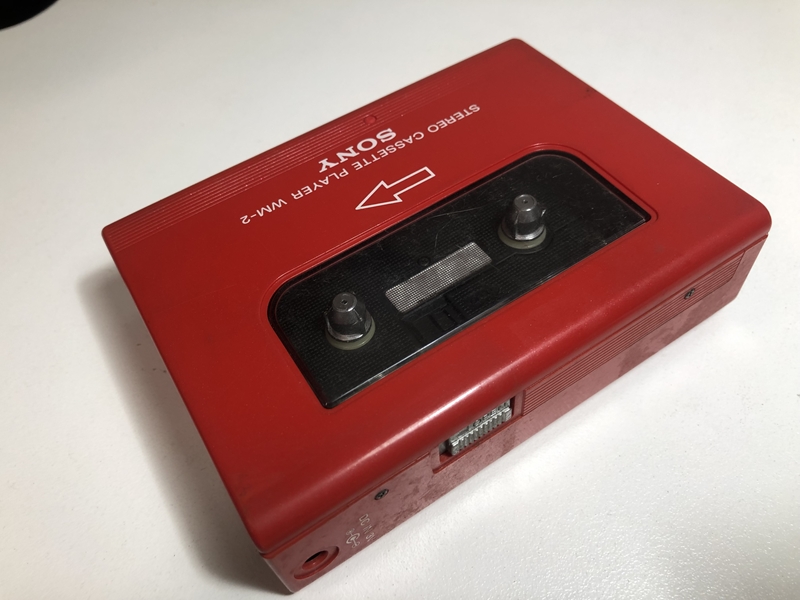 SONY
STEREO CASSETTE PLAYER WM-2